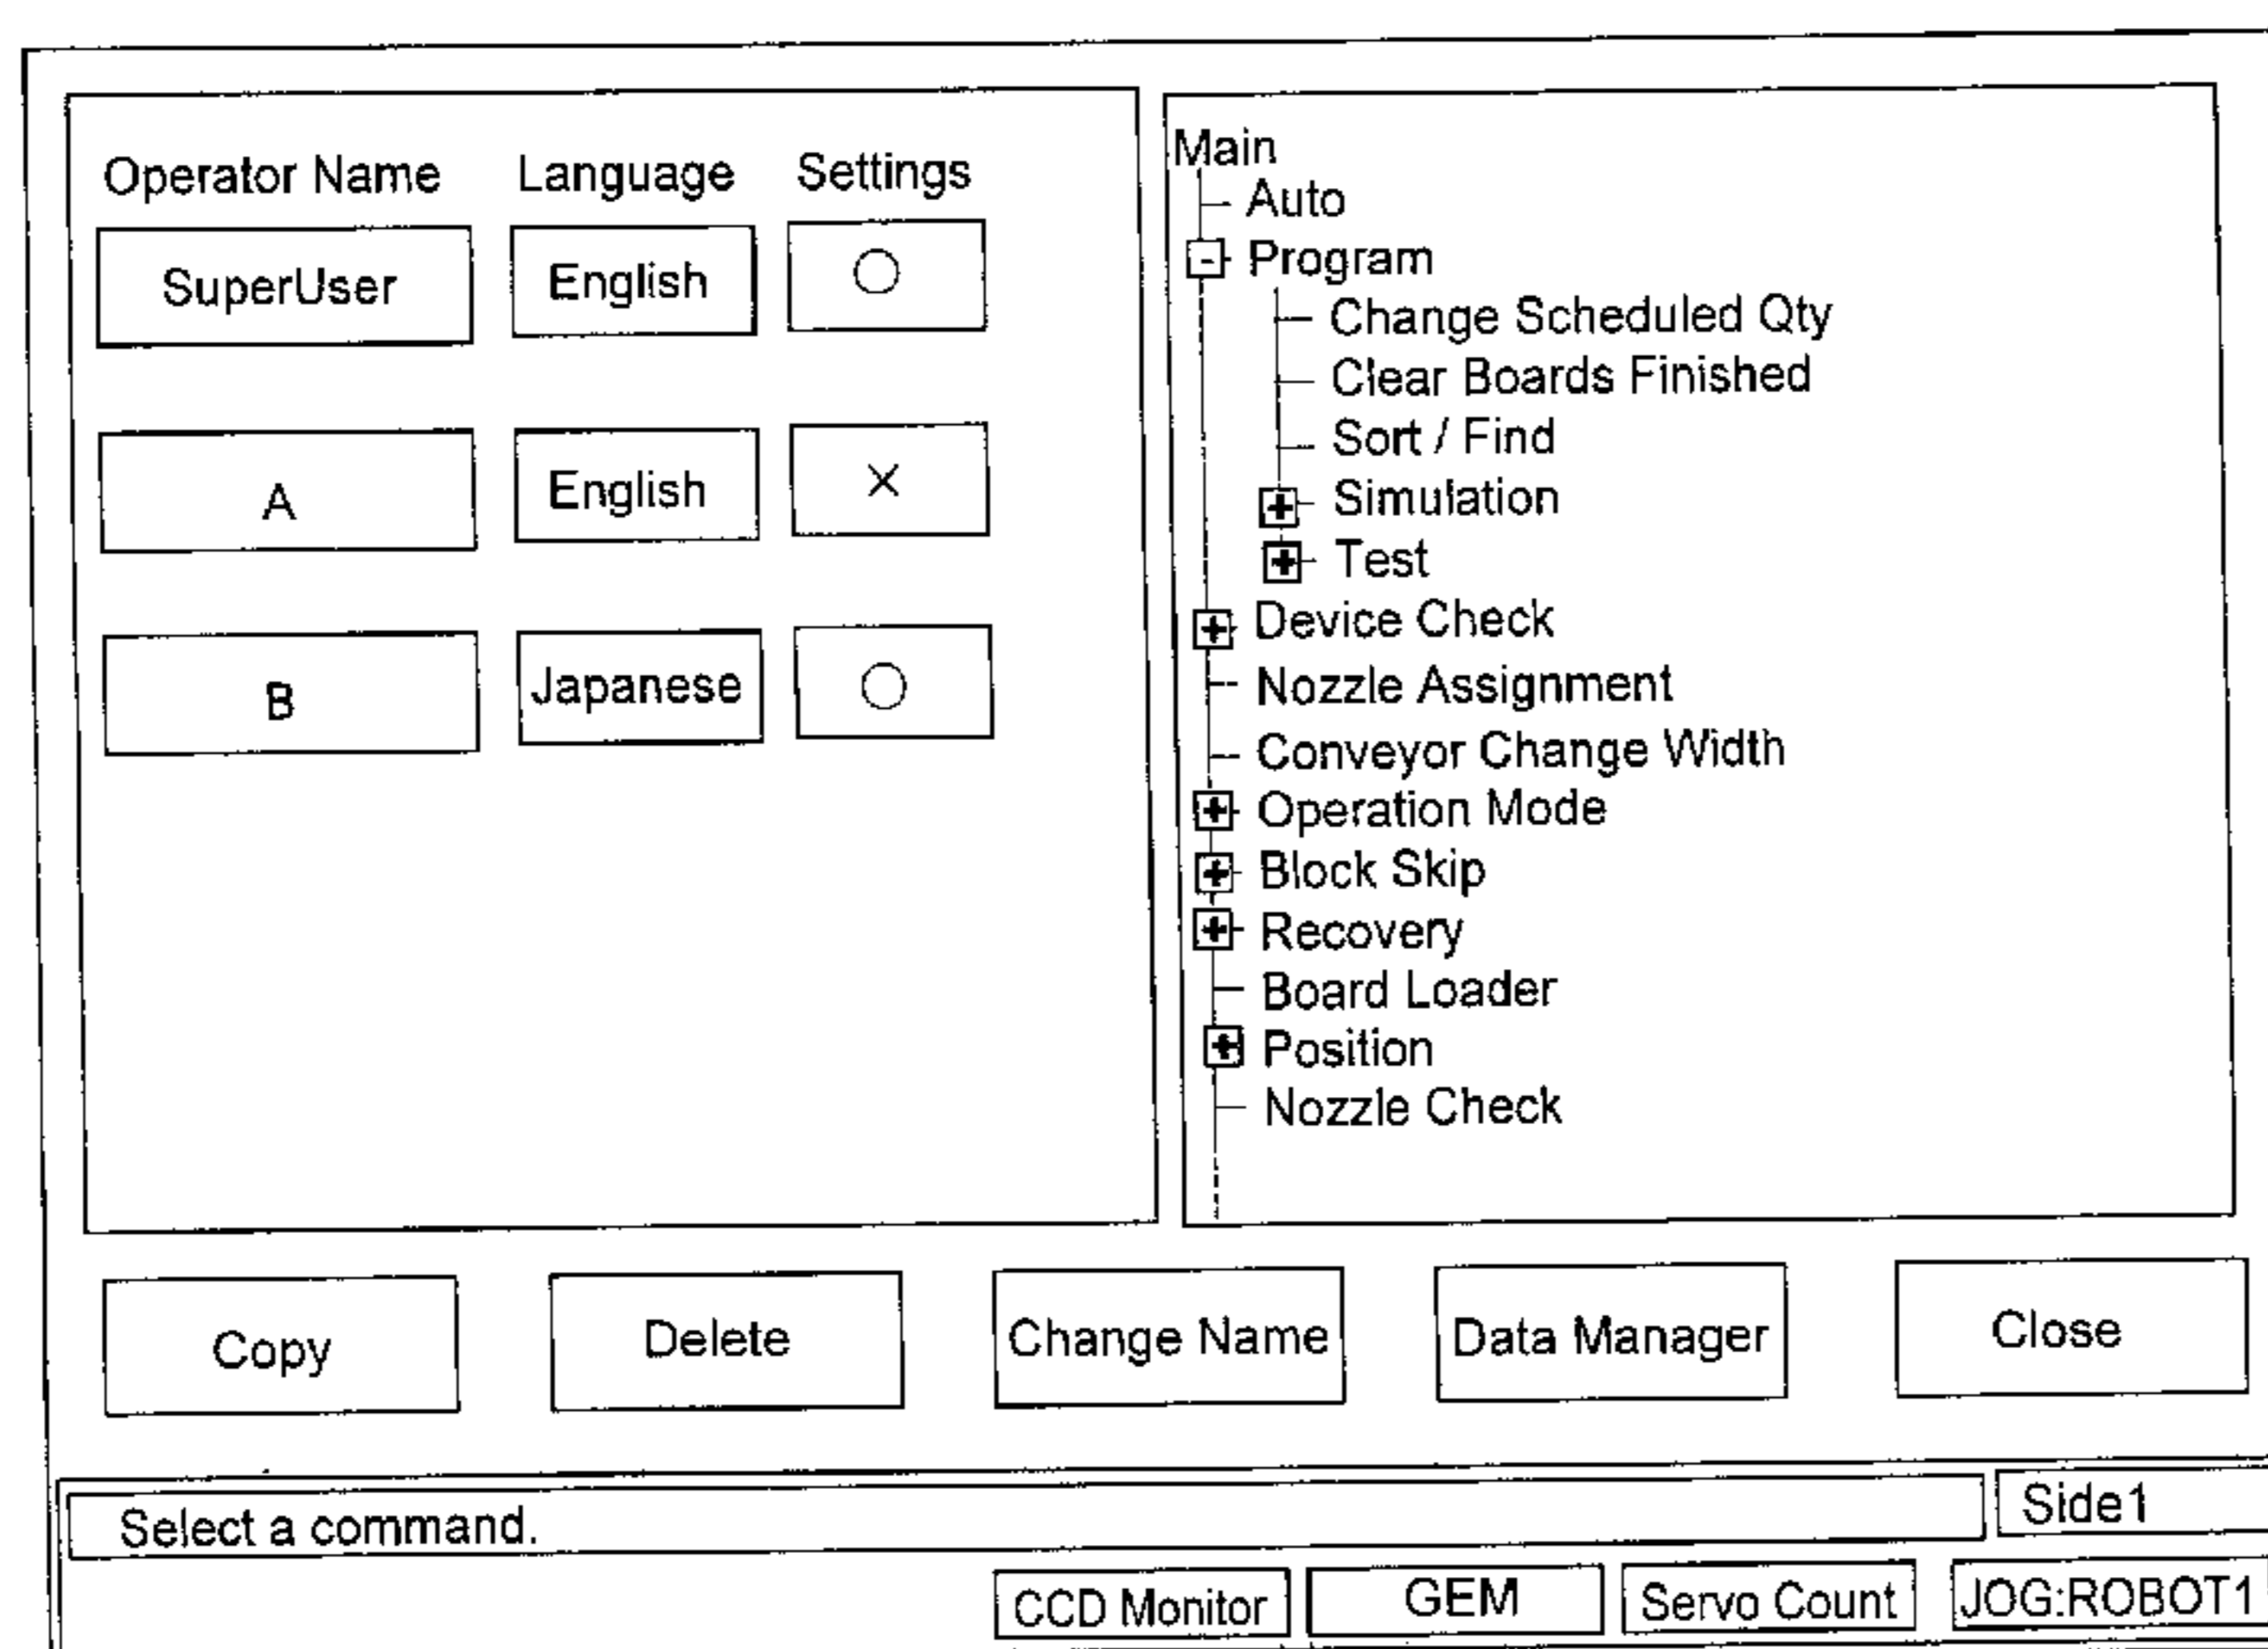 Operator Name Language Settings
SuperUser English ○
A English ×
B Japanese ○
Main
Auto
- Program
Change Scheduled Qty
Clear Boards Finished
Sort / Find
+ Simulation
+ Test
+ Device Check
Nozzle Assignment
Conveyor Change Width
+ Operation Mode
+ Block Skip
+ Recovery
Board Loader
+ Position
Nozzle Check
Copy Delete Change Name Data Manager Close
Select a command. Side1
CCD Monitor GEM Servo Count JOG:ROBOT1